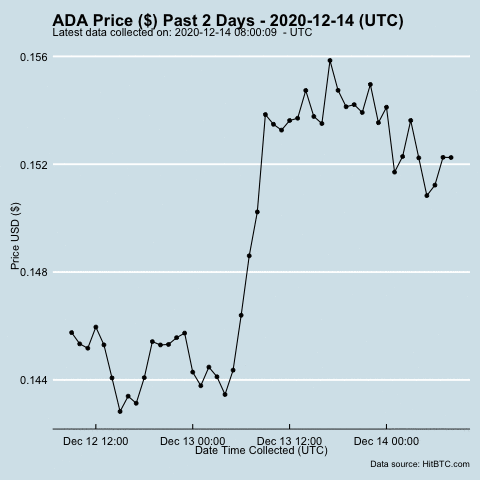 ADA Price ($) Past 2 Days - 2020-12-14 (UTC)
Latest data collected on: 2020-12-14 08:00:09 - UTC
0.156
0.152
0.148
0.144
Price USD ($)
Dec 12 12:00 Dec 13 00:00 Dec 13 12:00 Dec 14 00:00
Date Time Collected (UTC)
Data source: HitBTC.com